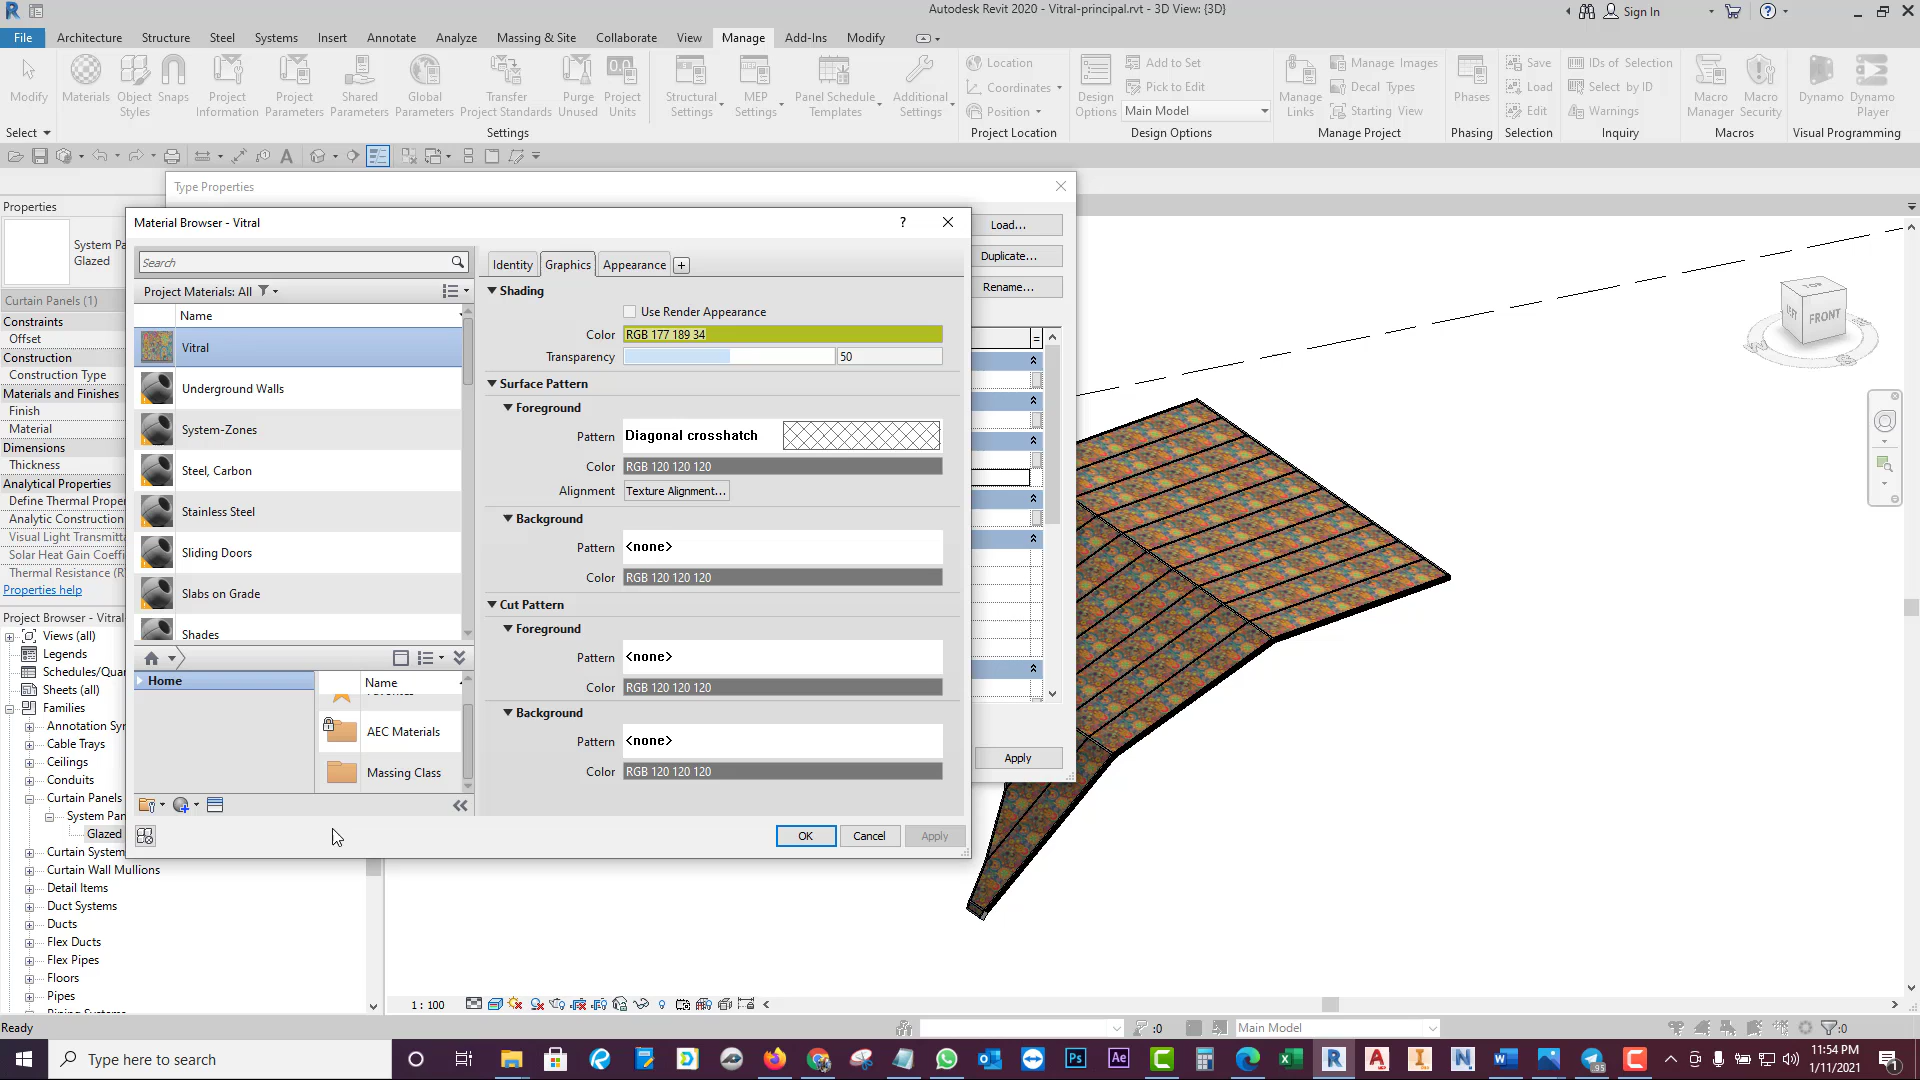 Autodesk Revit 2020 - Vitral-principal.rvt - 3D View: {3D}
Sign In
File Architecture Structure Steel Systems Insert Annotate Analyze Massing & Site Collaborate View Manage Add-Ins Modify
Modify
Materials
Object Styles
Snaps
Project Information
Project Parameters
Shared Parameters
Global Parameters
Transfer Project Standards
Purge Unused
Project Units
Structural Settings
MEP Settings
Panel Schedule Templates
Additional Settings
Location
Coordinates
Position
Design Options
Add to Set
Pick to Edit
Main Model
Manage Links
Manage Images
Decal Types
Starting View
Phases
Save
Load
Edit
IDs of Selection
Select by ID
Warnings
Macro Manager
Macro Security
Dynamo
Dynamo Player
Select
Settings
Project Location
Design Options
Manage Project
Phasing
Selection
Inquiry
Macros
Visual Programming
Type Properties
Load...
Duplicate...
Rename...
=
Apply
Properties
System Pa
Glazed
Curtain Panels (1)
Constraints
Offset
Construction
Construction Type
Materials and Finishes
Finish
Material
Dimensions
Thickness
Analytical Properties
Define Thermal Proper
Analytic Construction
Visual Light Transmitta
Solar Heat Gain Coeffi
Thermal Resistance (R
Properties help
Project Browser - Vitral
Views (all)
Legends
Schedules/Quan
Sheets (all)
Families
Annotation Syr
Cable Trays
Ceilings
Conduits
Curtain Panels
System Pan
Glazed
Curtain System
Curtain Wall Mullions
Detail Items
Duct Systems
Ducts
Flex Ducts
Flex Pipes
Floors
Pipes
Material Browser - Vitral
?
Search
Project Materials: All
Name
Vitral
Underground Walls
System-Zones
Steel, Carbon
Stainless Steel
Sliding Doors
Slabs on Grade
Shades
Home
Name
Favorites
AEC Materials
Massing Class
Identity Graphics Appearance
Shading
Use Render Appearance
Color RGB 177 189 34
Transparency 50
Surface Pattern
Foreground
Pattern Diagonal crosshatch
Color RGB 120 120 120
Alignment Texture Alignment...
Background
Pattern <none>
Color RGB 120 120 120
Cut Pattern
Foreground
Pattern <none>
Color RGB 120 120 120
Background
Pattern <none>
Color RGB 120 120 120
OK Cancel Apply
TOP
LEFT
FRONT
1 : 100
Ready
:0
Main Model
:0
Type here to search
11:54 PM
1/11/2021